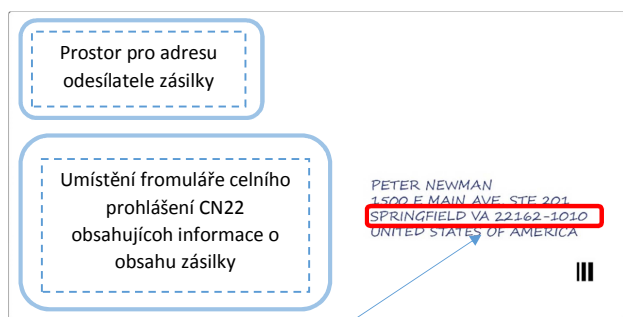 Prostor pro adresu
odesílatele zásilky
Umístění fromuláře celního
prohlášení CN22
obsahujícoh informace o
obsahu zásilky
PETER NEWMAN
1500 E MAIN AVE. STE 201
SPRINGFIELD VA 22162-1010
UNITED STATES OF AMERICA